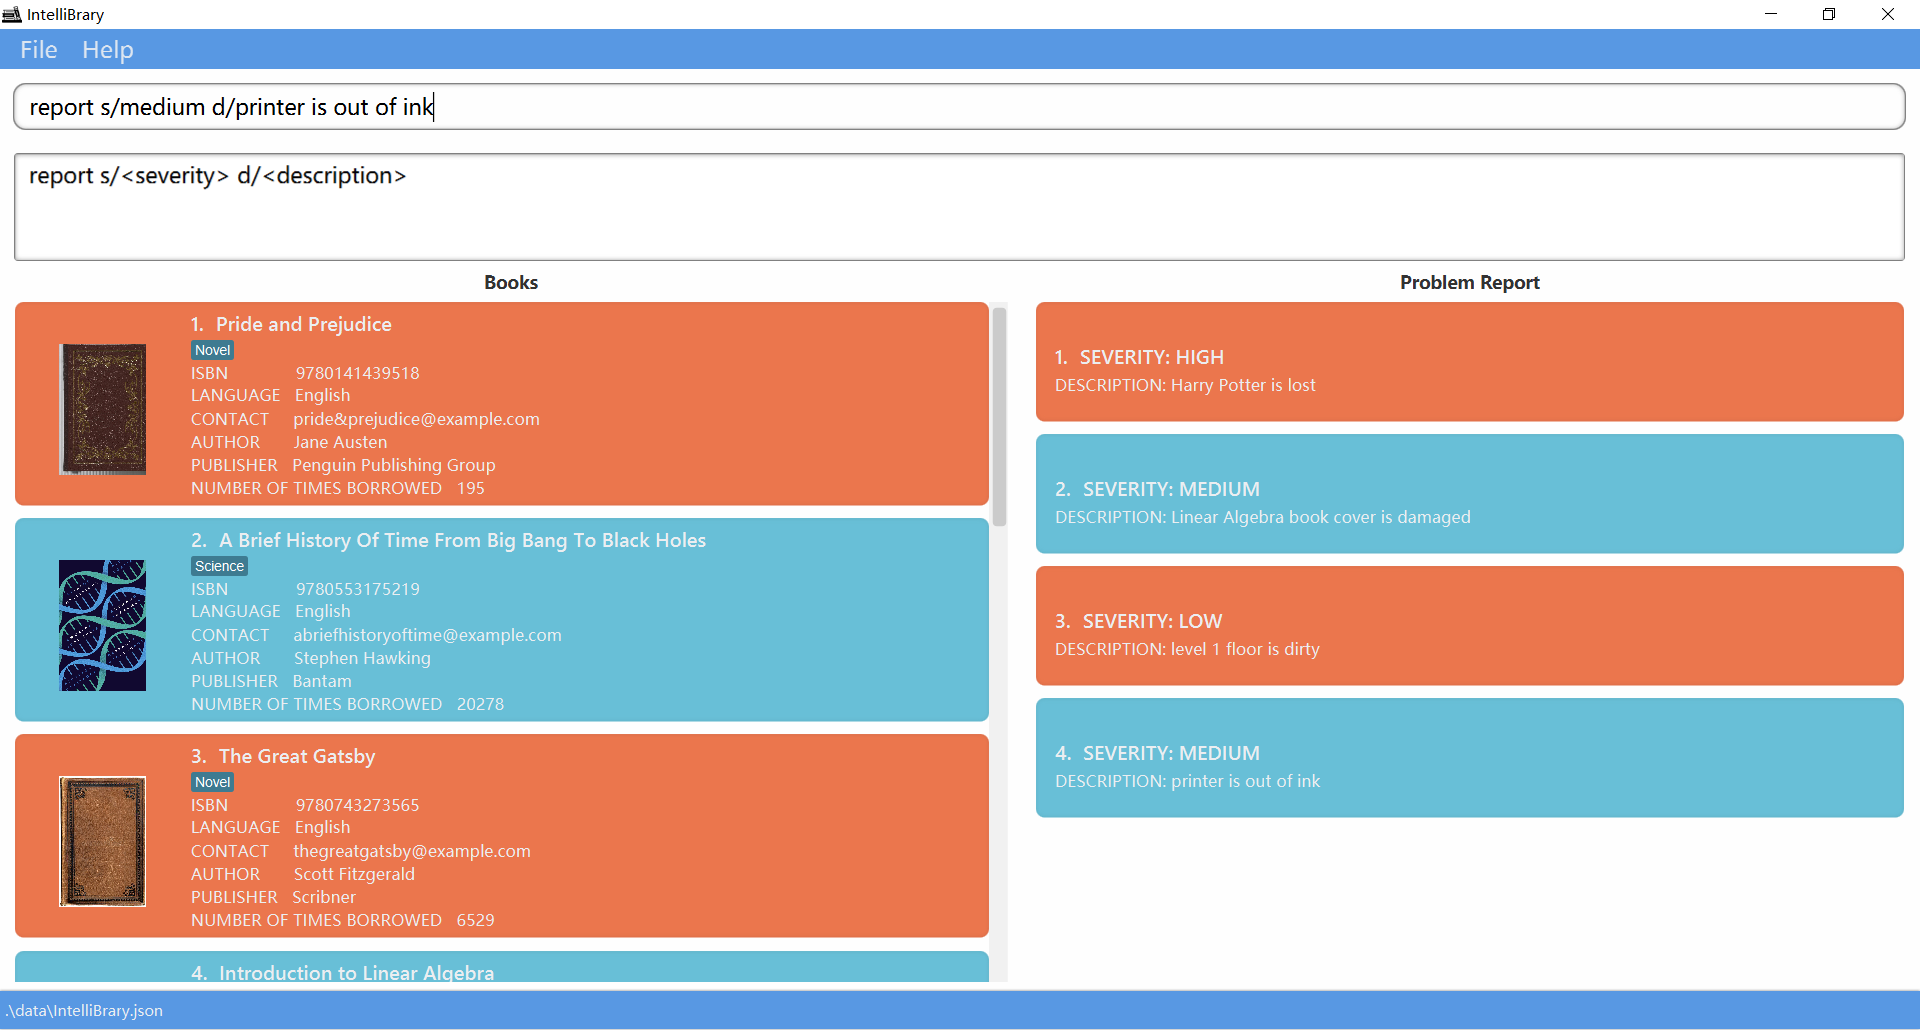 IntelliBrary
File Help
report s/medium d/printer is out of ink
report s/<severity> d/<description>
Books
1. Pride and Prejudice
Novel
ISBN 9780141439518
LANGUAGE English
CONTACT pride&prejudice@example.com
AUTHOR Jane Austen
PUBLISHER Penguin Publishing Group
NUMBER OF TIMES BORROWED 195
2. A Brief History Of Time From Big Bang To Black Holes
Science
ISBN 9780553175219
LANGUAGE English
CONTACT abriefhistoryoftime@example.com
AUTHOR Stephen Hawking
PUBLISHER Bantam
NUMBER OF TIMES BORROWED 20278
3. The Great Gatsby
Novel
ISBN 9780743273565
LANGUAGE English
CONTACT thegreatgatsby@example.com
AUTHOR Scott Fitzgerald
PUBLISHER Scribner
NUMBER OF TIMES BORROWED 6529
4. Introduction to Linear Algebra
Problem Report
1. SEVERITY: HIGH
DESCRIPTION: Harry Potter is lost
2. SEVERITY: MEDIUM
DESCRIPTION: Linear Algebra book cover is damaged
3. SEVERITY: LOW
DESCRIPTION: level 1 floor is dirty
4. SEVERITY: MEDIUM
DESCRIPTION: printer is out of ink
.\data\IntelliBrary.json